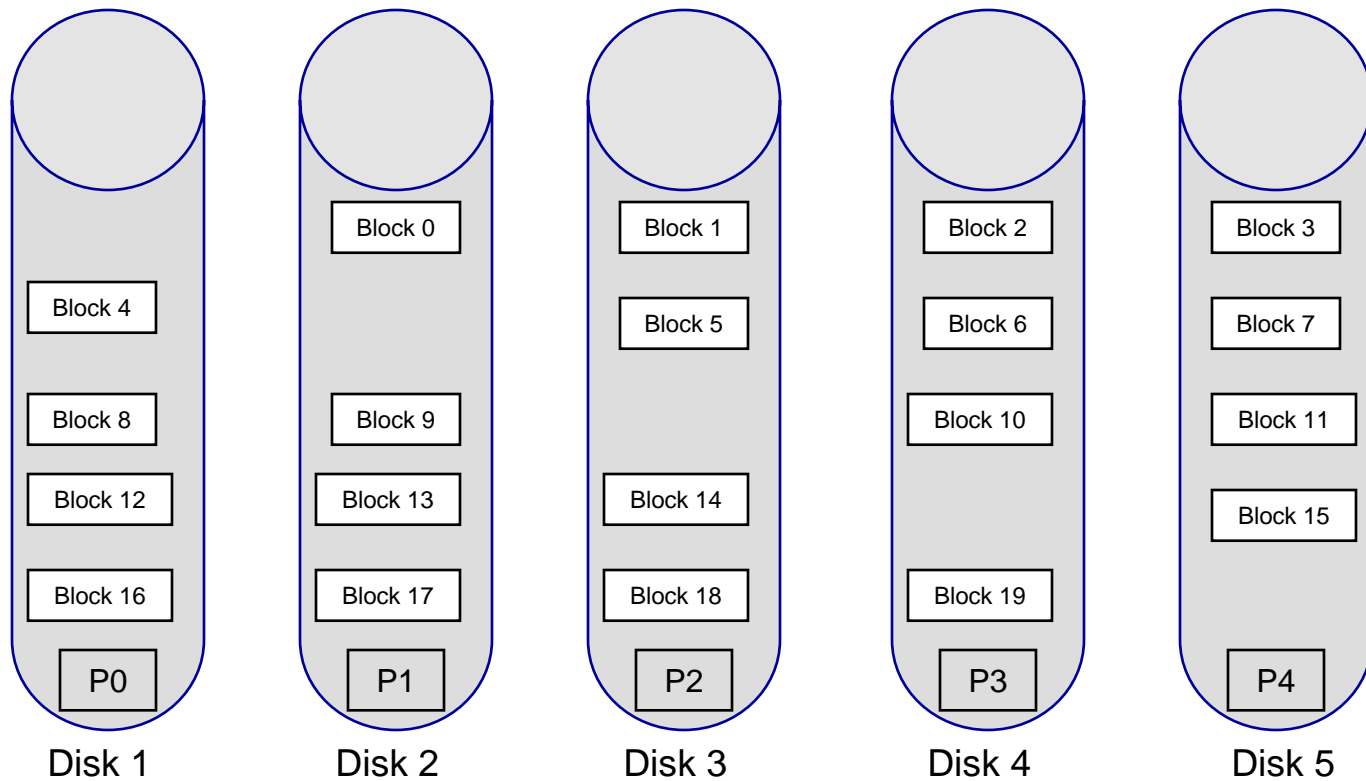 Block 0
Block 1
Block 2
Block 3
Block 4
Block 5
Block 6
Block 7
Block 8
Block 9
Block 10
Block 11
Block 12
Block 13
Block 14
Block 15
Block 16
Block 17
Block 18
Block 19
P0
P1
P2
P3
P4
Disk 1
Disk 2
Disk 3
Disk 4
Disk 5